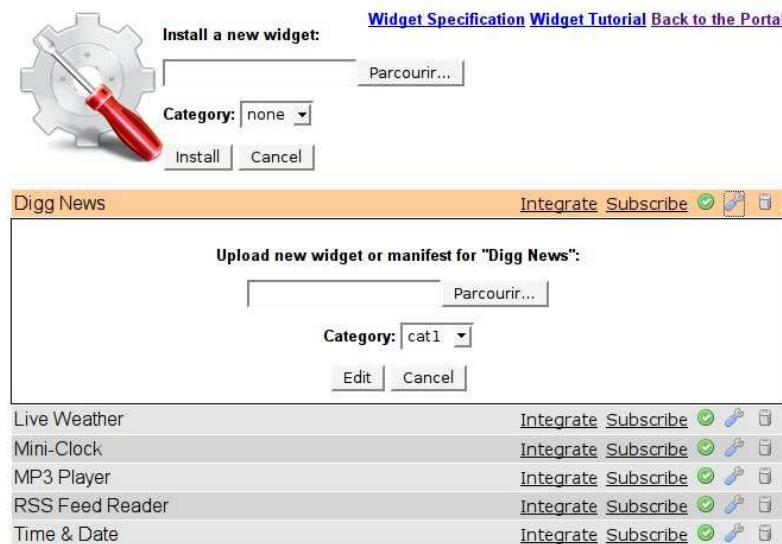 Widget Specification Widget Tutorial Back to the Portal
Install a new widget:
Parcourir...
Category: none
Install Cancel
Digg News Integrate Subscribe
Upload new widget or manifest for "Digg News":
Parcourir...
Category: cat1
Edit Cancel
Live Weather Integrate Subscribe
Mini-Clock Integrate Subscribe
MP3 Player Integrate Subscribe
RSS Feed Reader Integrate Subscribe
Time & Date Integrate Subscribe